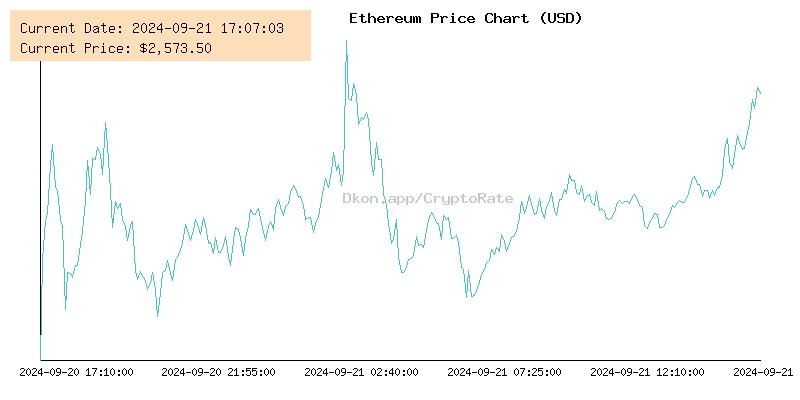 Ethereum Price Chart (USD)
Current Date: 2024-09-21 17:07:03
Current Price: $2,573.50
Dkon.app/CryptoRate
2024-09-20 17:10:00 2024-09-20 21:55:00 2024-09-21 02:40:00 2024-09-21 07:25:00 2024-09-21 12:10:00 2024-09-21